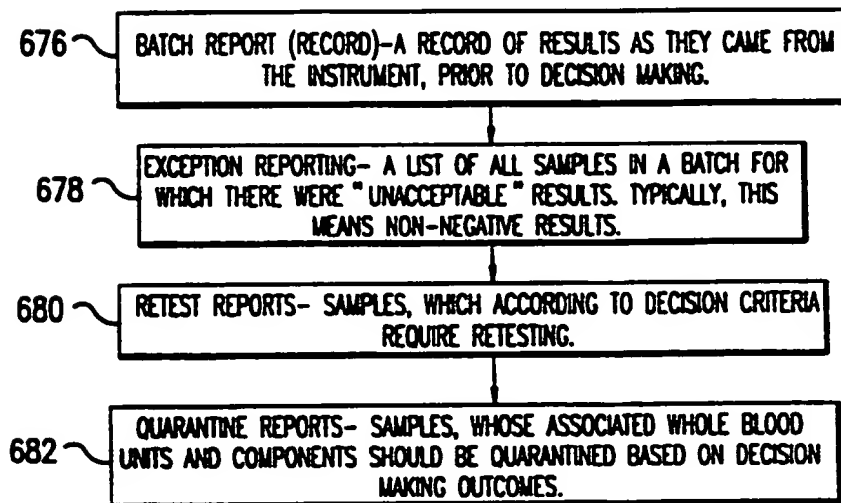 676
BATCH REPORT (RECORD)-A RECORD OF RESULTS AS THEY CAME FROM
THE INSTRUMENT, PRIOR TO DECISION MAKING.
678
EXCEPTION REPORTING- A LIST OF ALL SAMPLES IN A BATCH FOR
WHICH THERE WERE "UNACCEPTABLE" RESULTS. TYPICALLY, THIS
MEANS NON-NEGATIVE RESULTS.
680
RETEST REPORTS- SAMPLES, WHICH ACCORDING TO DECISION CRITERIA
REQUIRE RETESTING.
682
QUARANTINE REPORTS- SAMPLES, WHOSE ASSOCIATED WHOLE BLOOD
UNITS AND COMPONENTS SHOULD BE QUARANTINED BASED ON DECISION
MAKING OUTCOMES.